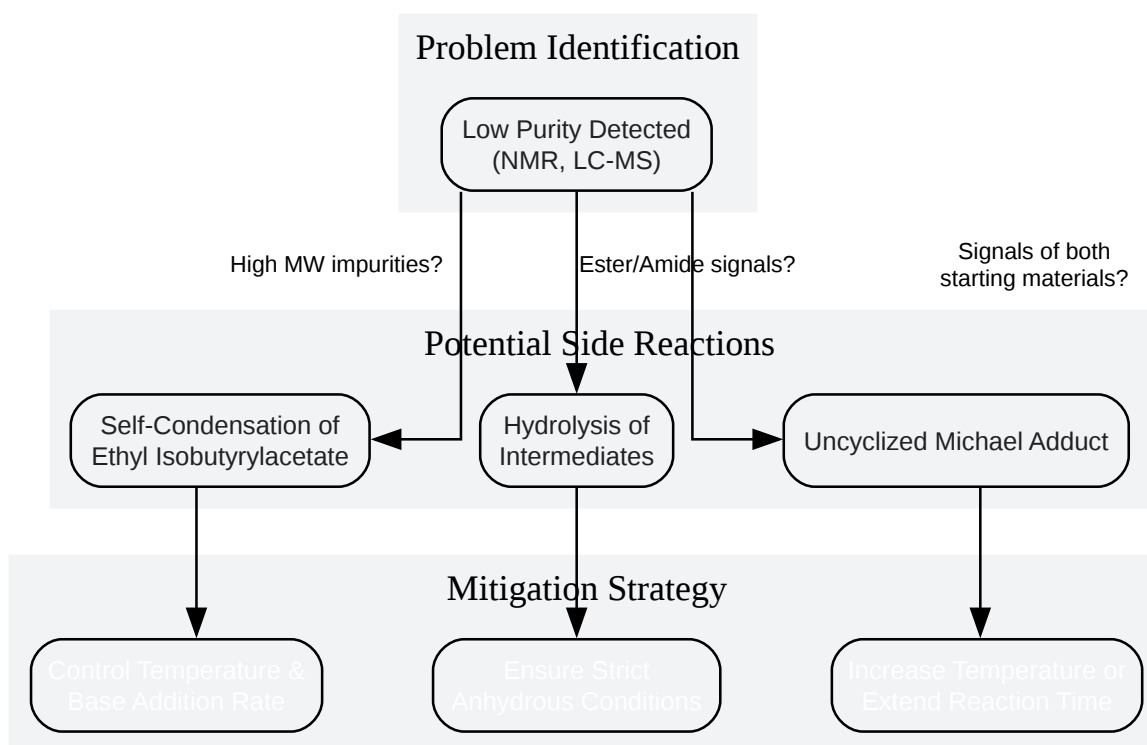 Problem Identification
Low Purity Detected
(NMR, LC-MS)
High MW impurities?
Ester/Amide signals?
Signals of both
starting materials?
Potential Side Reactions
Self-Condensation of
Ethyl Isobutyrylacetate
Hydrolysis of
Intermediates
Uncyclized Michael Adduct
Mitigation Strategy
Control Temperature &
Base Addition Rate
Ensure Strict
Anhydrous Conditions
Increase Temperature or
Extend Reaction Time